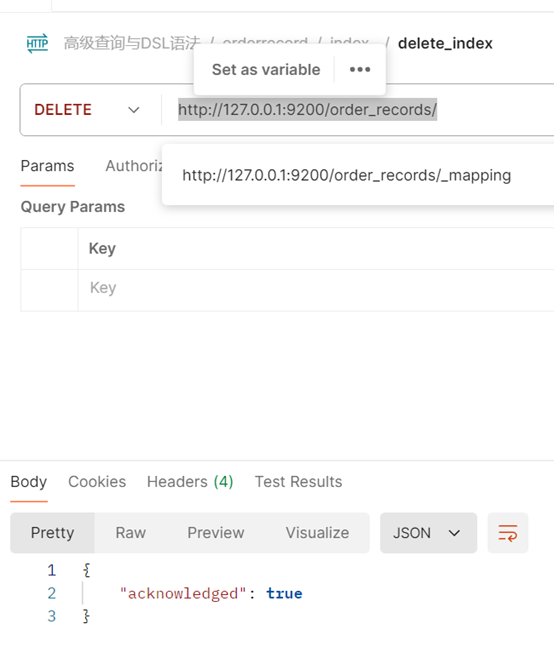 HTTP 高级查询与DSL语法 / orderrecord / index / delete_index
Set as variable •••
DELETE http://127.0.0.1:9200/order_records/
Params Authoriz
http://127.0.0.1:9200/order_records/_mapping
Query Params
Key
Key
Body Cookies Headers (4) Test Results
Pretty Raw Preview Visualize JSON
1 {
2 "acknowledged": true
3 }